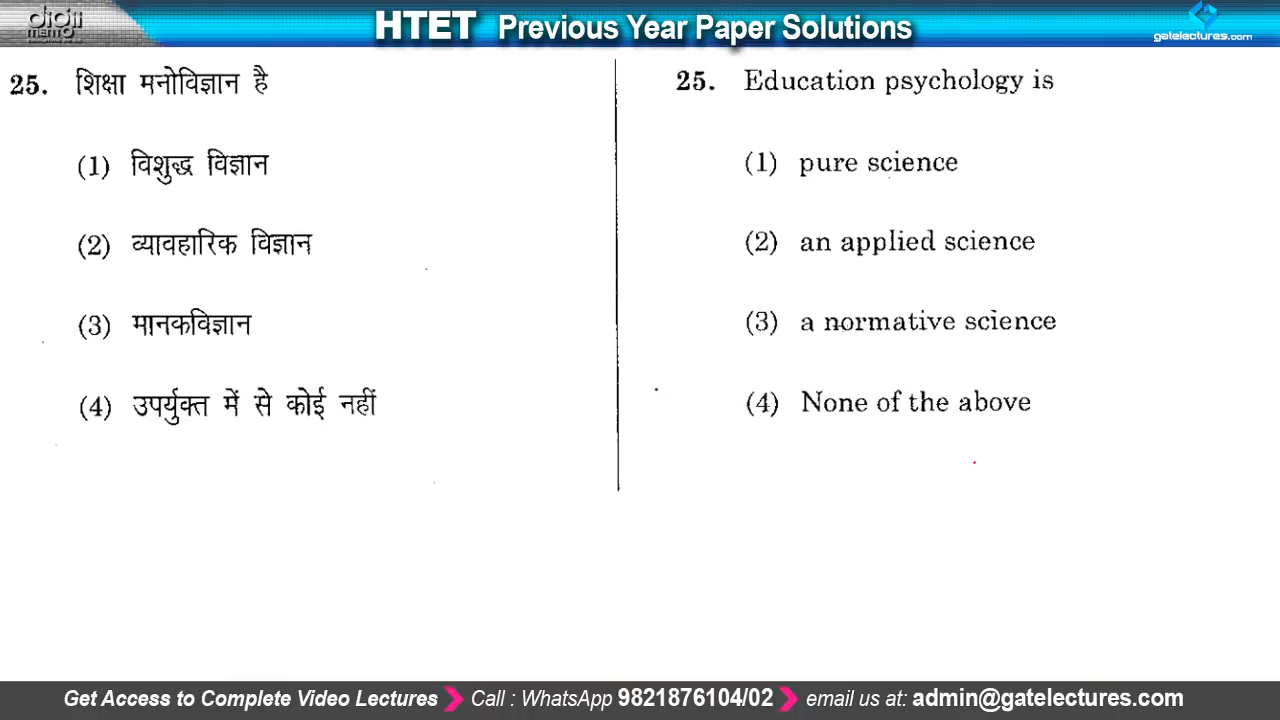 HTET Previous Year Paper Solutions
gatelectures.com
25. शिक्षा मनोविज्ञान है
(1) विशुद्ध विज्ञान
(2) व्यावहारिक विज्ञान
(3) मानकविज्ञान
(4) उपर्युक्त में से कोई नहीं
25. Education psychology is
(1) pure science
(2) an applied science
(3) a normative science
(4) None of the above
Get Access to Complete Video Lectures Call : WhatsApp 9821876104/02 email us at: admin@gatelectures.com